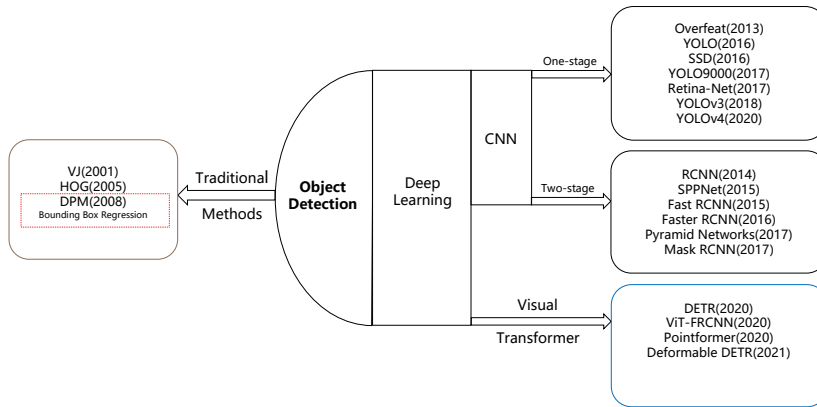 VJ(2001)
HOG(2005)
DPM(2008)
Bounding Box Regression
Traditional
Methods
Object
Detection
Deep
Learning
CNN
One-stage
Overfeat(2013)
YOLO(2016)
SSD(2016)
YOLO9000(2017)
Retina-Net(2017)
YOLOv3(2018)
YOLOv4(2020)
Two-stage
RCNN(2014)
SPPNet(2015)
Fast RCNN(2015)
Faster RCNN(2016)
Pyramid Networks(2017)
Mask RCNN(2017)
Visual
Transformer
DETR(2020)
ViT-FRCNN(2020)
Pointformer(2020)
Deformable DETR(2021)